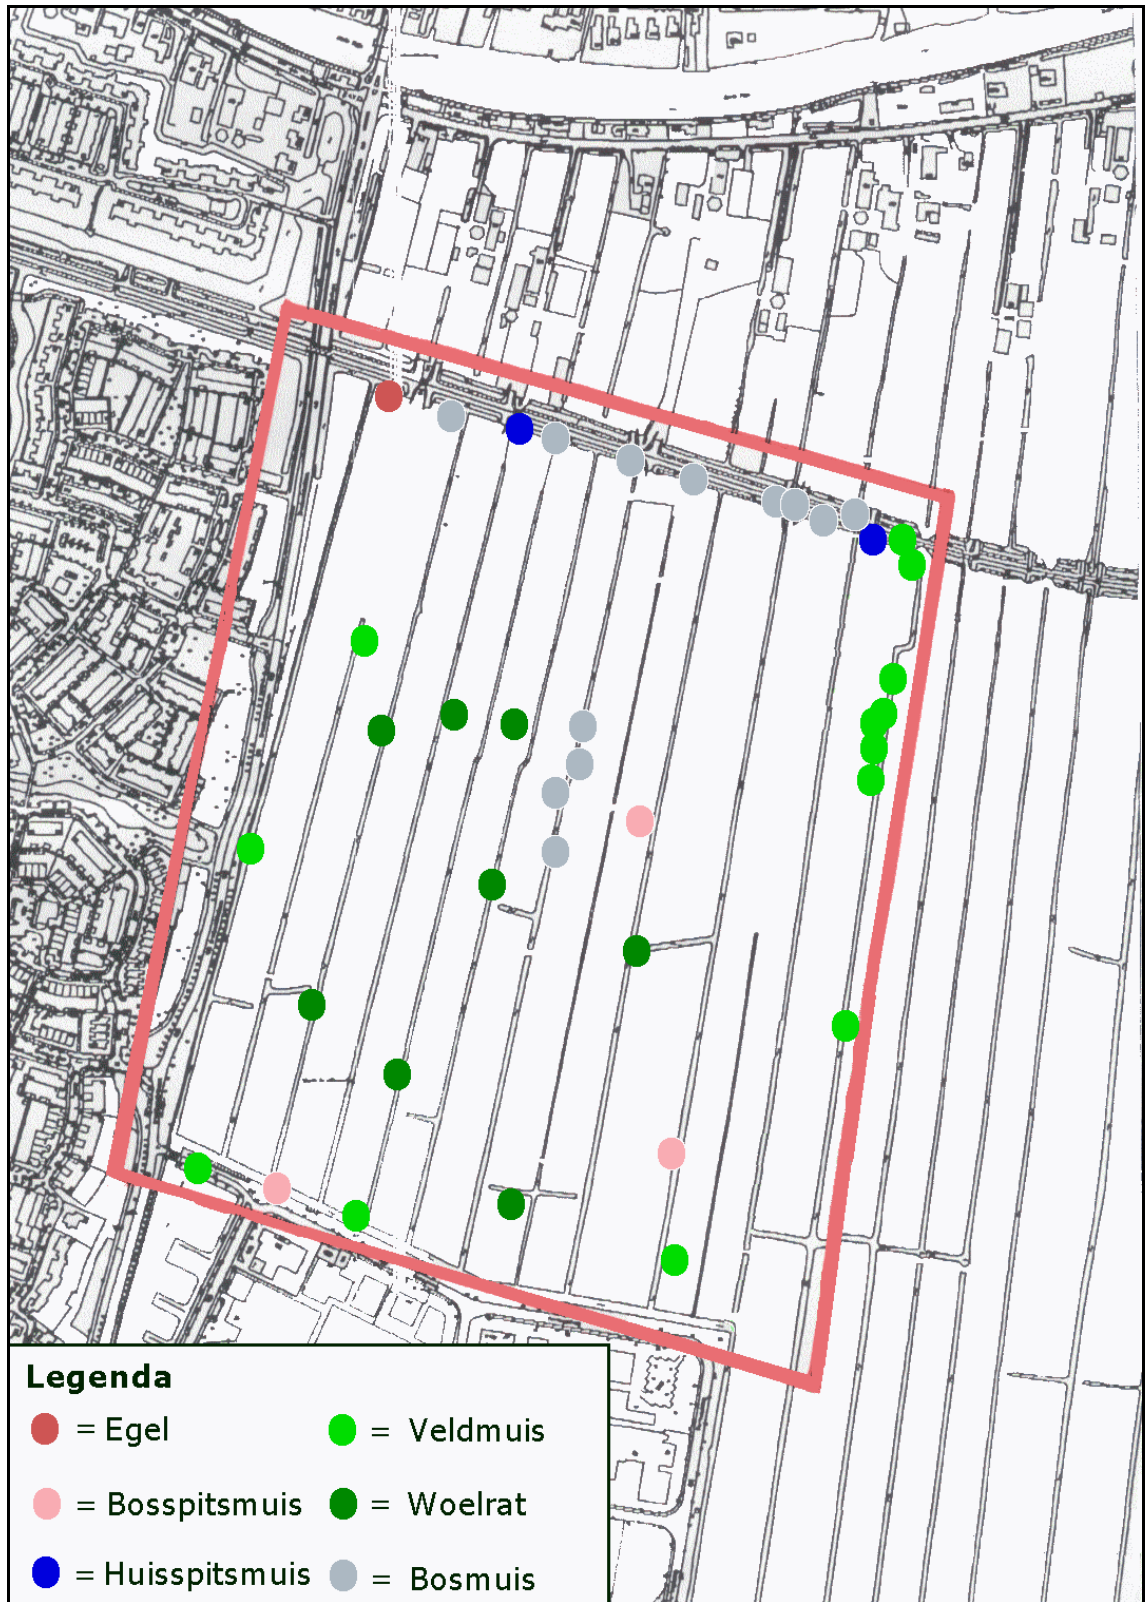 Legenda
= Egel
= Veldmuis
= Bosspitsmuis
= Woelrat
= Huisspitsmuis
= Bosmuis